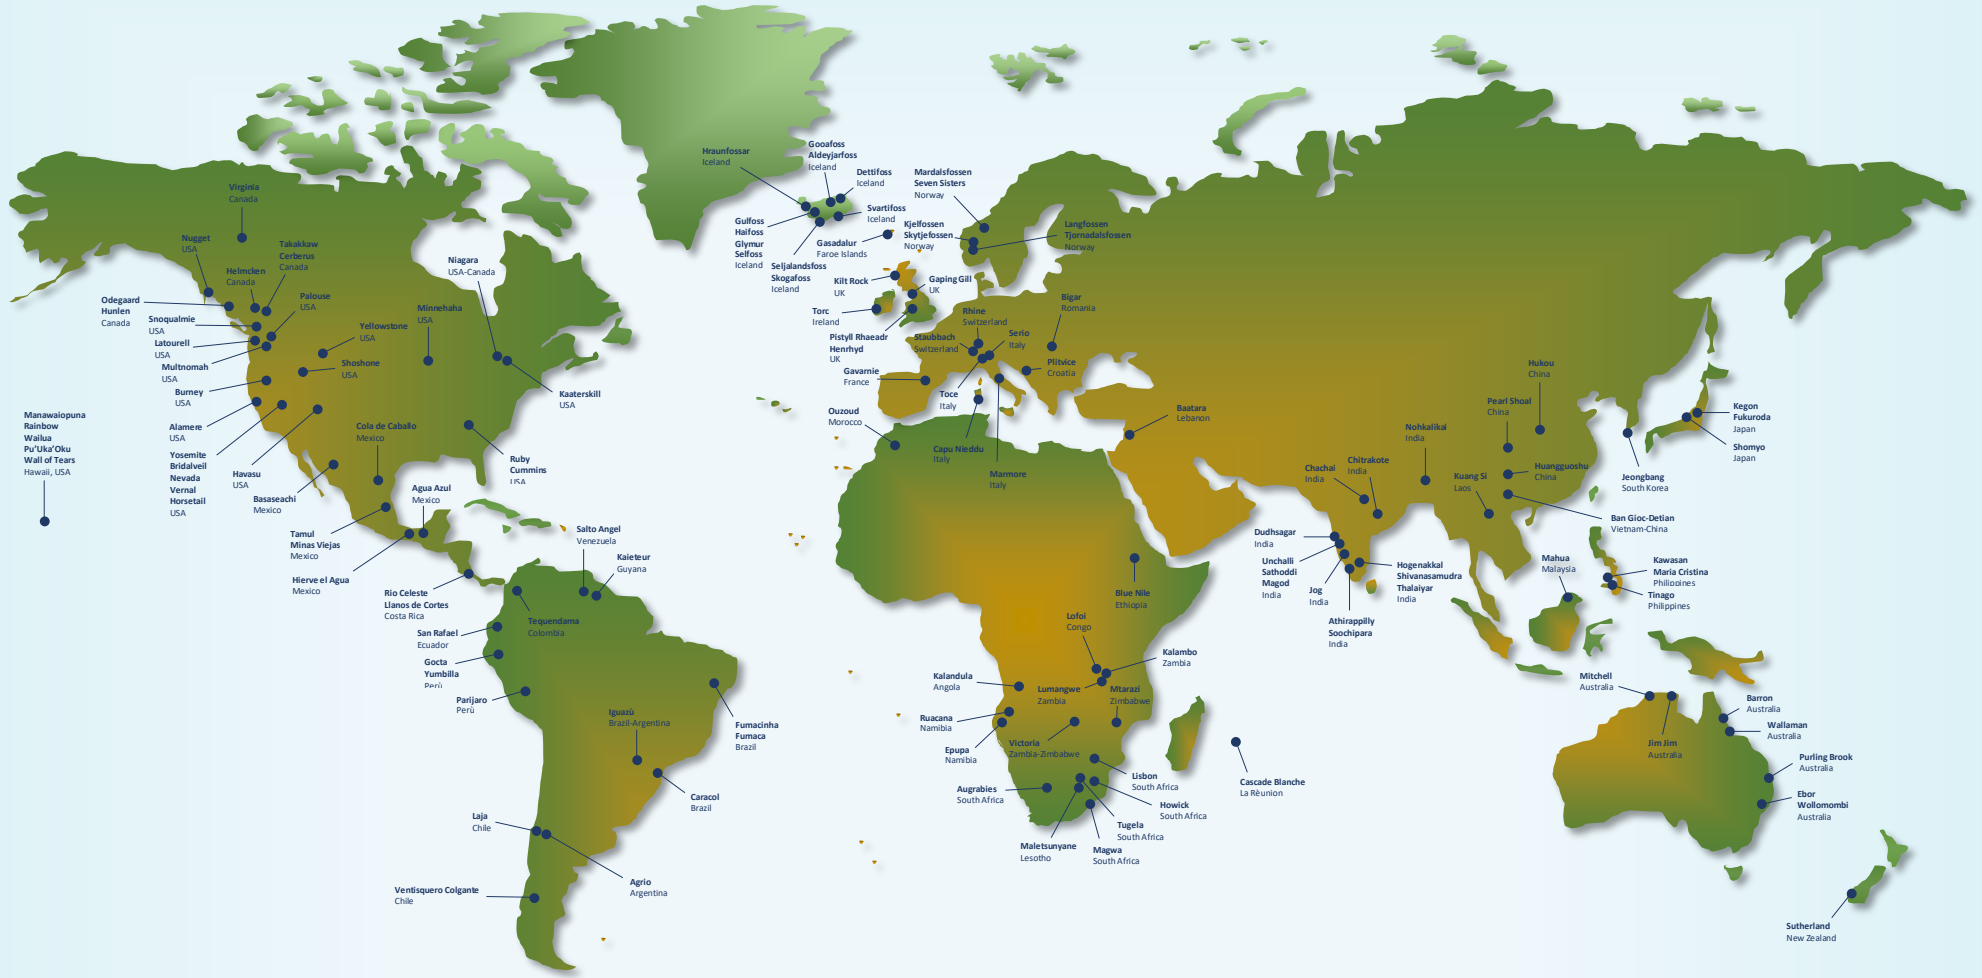 Virginia
Canada
Nugget
USA
Takakkaw
Cerberus
Canada
Helmcken
Canada
Palouse
USA
Odegaard
Hunlen
Canada
Snoqualmie
USA
Latourell
USA
Multnomah
USA
Burney
USA
Alamere
USA
Yosemite
Bridalveil
Nevada
Vernal
Horsetail
USA
Manawaiopuna
Rainbow
Wailua
Pu'Uka'Oku
Wall of Tears
Hawaii, USA
Yellowstone
USA
Shoshone
USA
Minnehaha
USA
Niagara
USA-Canada
Kaaterskill
USA
Havasu
USA
Basaseachi
Mexico
Cola de Caballo
Mexico
Ruby
Cummins
USA
Agua Azul
Mexico
Tamul
Minas Viejas
Mexico
Hierve el Agua
Mexico
Rio Celeste
Llanos de Cortes
Costa Rica
Salto Angel
Venezuela
Kaieteur
Guyana
Tequendama
Colombia
San Rafael
Ecuador
Gocta
Yumbilla
Perù
Parijaro
Perù
Iguazù
Brazil-Argentina
Fumacinha
Fumaca
Brazil
Caracol
Brazil
Laja
Chile
Agrio
Argentina
Ventisquero Colgante
Chile
Hraunfossar
Iceland
Gooafoss
Aldeyjarfoss
Iceland
Dettifoss
Iceland
Svartifoss
Iceland
Gulfoss
Haifoss
Glymur
Selfoss
Iceland
Seljalandsfoss
Skogafoss
Iceland
Gasadalur
Faroe Islands
Mardalsfossen
Seven Sisters
Norway
Kjelfossen
Skytjefossen
Norway
Langfossen
Tjornadalsfossen
Norway
Kilt Rock
UK
Gaping Gill
UK
Torc
Ireland
Pistyll Rhaeadr
Henrhyd
UK
Rhine
Switzerland
Staubbach
Switzerland
Serio
Italy
Bigar
Romania
Plitvice
Croatia
Gavarnie
France
Toce
Italy
Ouzoud
Morocco
Capu Nieddu
Italy
Marmore
Italy
Baatara
Lebanon
Blue Nile
Ethiopia
Lofoi
Congo
Kalambo
Zambia
Kalandula
Angola
Lumangwe
Zambia
Mtarazi
Zimbabwe
Ruacana
Namibia
Epupa
Namibia
Victoria
Zambia-Zimbabwe
Augrabies
South Africa
Lisbon
South Africa
Howick
South Africa
Tugela
South Africa
Maletsunyane
Lesotho
Magwa
South Africa
Cascade Blanche
La Rèunion
Chachai
India
Chitrakote
India
Nohkalikai
India
Dudhsagar
India
Unchalli
Sathoddi
Magod
India
Jog
India
Athirappilly
Soochipara
India
Hogenakkal
Shivanasamudra
Thalaiyar
India
Hukou
China
Pearl Shoal
China
Huangguoshu
China
Kuang Si
Laos
Ban Gioc-Detian
Vietnam-China
Kegon
Fukuroda
Japan
Shomyo
Japan
Jeongbang
South Korea
Mahua
Malaysia
Kawasan
Maria Cristina
Philippines
Tinago
Philippines
Mitchell
Australia
Jim Jim
Australia
Barron
Australia
Wallaman
Australia
Purling Brook
Australia
Ebor
Wollomombi
Australia
Sutherland
New Zealand